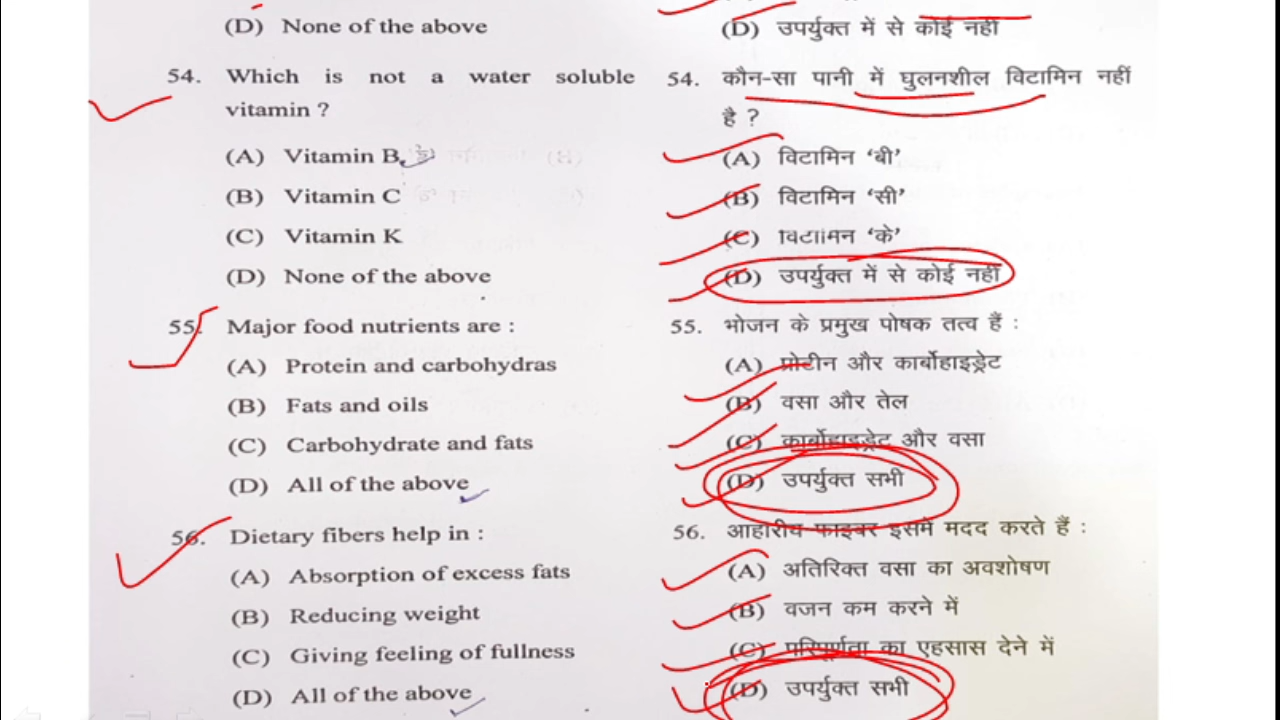 (D) None of the above
54. Which is not a water soluble
vitamin ?
(A) Vitamin B
(B) Vitamin C
(C) Vitamin K
(D) None of the above
55. Major food nutrients are :
(A) Protein and carbohydras
(B) Fats and oils
(C) Carbohydrate and fats
(D) All of the above
56. Dietary fibers help in :
(A) Absorption of excess fats
(B) Reducing weight
(C) Giving feeling of fullness
(D) All of the above
(D) उपर्युक्त में से कोई नहीं
54. कौन-सा पानी में घुलनशील विटामिन नहीं
है ?
(A) विटामिन ‘बी’
(B) विटामिन ‘सी’
(C) विटामिन ‘के’
(D) उपर्युक्त में से कोई नहीं
55. भोजन के प्रमुख पोषक तत्व हैं :
(A) प्रोटीन और कार्बोहाइड्रेट
(B) वसा और तेल
(C) कार्बोहाइड्रेट और वसा
(D) उपर्युक्त सभी
56. आहारीय फाइबर इसमें मदद करते हैं :
(A) अतिरिक्त वसा का अवशोषण
(B) वजन कम करने में
(C) परिपूर्णता का एहसास देने में
(D) उपर्युक्त सभी